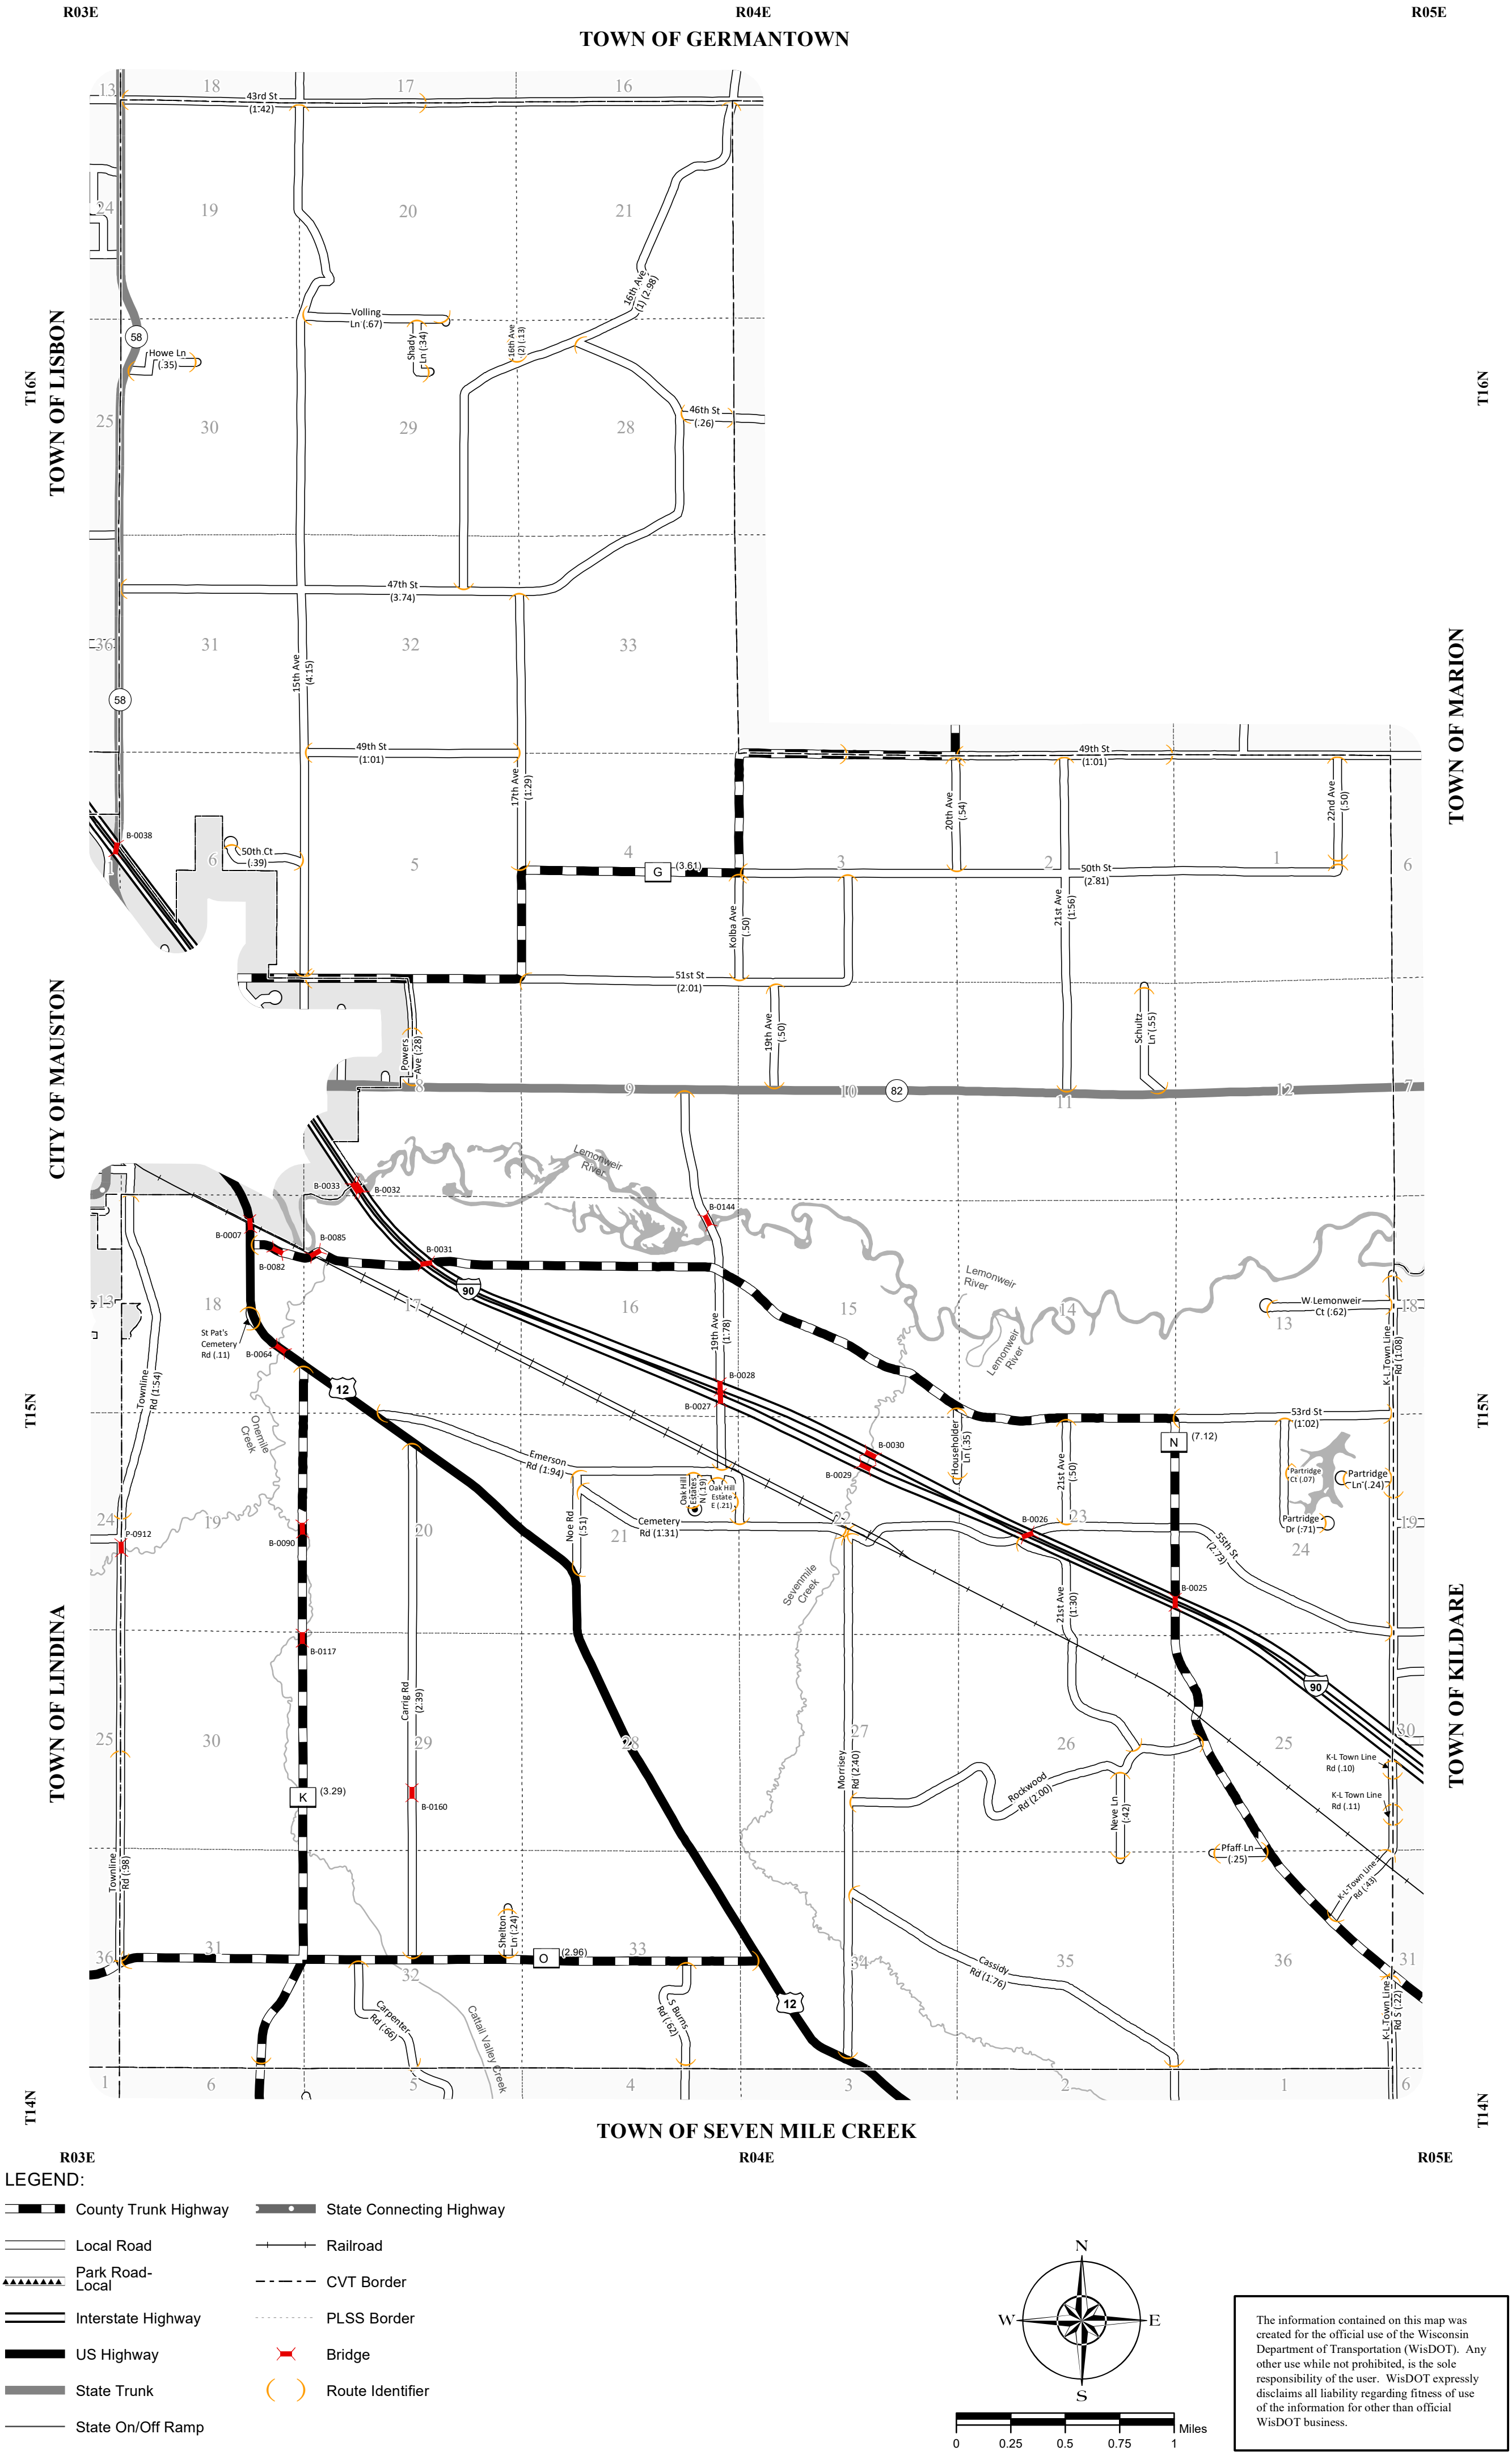 R03E
R04E
R05E
TOWN OF GERMANTOWN
13
18
17
16
43rd St
(1.42)
24
19
20
21
16th Ave
(1) (2.98)
TOWN OF LISBON
T16N
T16N
58
Volling
Ln (.67)
Shady
Ln (.34)
16th Ave
(2) (.13)
Howe Ln
(.35)
25
30
29
28
46th St
(.26)
47th St
(3.74)
36
31
32
33
15th Ave
(4.15)
58
TOWN OF MARION
49th St
(1.01)
49th St
(1.01)
17th Ave
(1.29)
20th Ave
(.54)
22nd Ave
(.50)
B-0038
50th Ct
(.39)
1
6
5
4
G
(3.61)
3
2
1
6
50th St
(2.81)
Kolba Ave
(.50)
21st Ave
(1.56)
51st St
(2.01)
CITY OF MAUSTON
Powers
Ave (.28)
19th Ave
(.50)
Schultz
Ln (.55)
8
9
10
82
11
12
7
Lemonweir
River
B-0033
B-0032
B-0144
B-0007
B-0085
B-0082
B-0031
90
Lemonweir
River
Lemonweir
River
13
18
17
16
15
14
13
18
W Lemonweir
Ct (.62)
St Pat's
Cemetery
Rd (.11)
B-0064
19th Ave
(1.78)
K-L Town Line
Rd (1.08)
Townline
Rd (1.54)
12
B-0028
B-0027
T15N
T15N
Onemile
Creek
53rd St
(1.02)
N
(7.12)
Emerson
Rd (1.94)
B-0030
B-0029
Householder
Ln (.35)
21st Ave
(.50)
Partridge
Ct (.07)
Partridge
Ln (.24)
Oak Hill
Estates
N (.19)
Oak Hill
Estate
E (.21)
Partridge
Dr (.71)
24
19
20
21
22
23
24
19
P-0912
B-0090
Noe Rd
(.51)
Cemetery
Rd (1.31)
B-0026
55th St
(2.73)
Sevenmile
Creek
21st Ave
(1.30)
B-0025
TOWN OF LINDINA
TOWN OF KILDARE
B-0117
90
Carrig Rd
(2.39)
25
30
29
28
27
26
25
30
Morrisey
Rd (2.40)
K-L Town Line
Rd (.10)
K
(3.29)
B-0160
Rockwood
Rd (2.00)
Neve Ln
(.42)
K-L Town Line
Rd (.11)
Townline
Rd (.98)
Pfaff Ln
(.25)
K-L-Town Line
Rd (.43)
Shelton
Ln (.24)
36
31
32
O
(2.96)
33
34
35
36
31
Cassidy
Rd (1.76)
12
Carpenter
Rd (.66)
S Burns
Rd (.62)
Cattail Valley Creek
K-L Town Line
Rd S (.22)
1
6
5
4
3
2
1
6
T14N
T14N
TOWN OF SEVEN MILE CREEK
R03E
R04E
R05E
LEGEND:
County Trunk Highway
State Connecting Highway
Local Road
Railroad
Park Road-
Local
CVT Border
Interstate Highway
PLSS Border
US Highway
Bridge
State Trunk
Route Identifier
State On/Off Ramp
N
W
E
S
Miles
0
0.25
0.5
0.75
1
The information contained on this map was
created for the official use of the Wisconsin
Department of Transportation (WisDOT). Any
other use while not prohibited, is the sole
responsibility of the user. WisDOT expressly
disclaims all liability regarding fitness of use
of the information for other than official
WisDOT business.